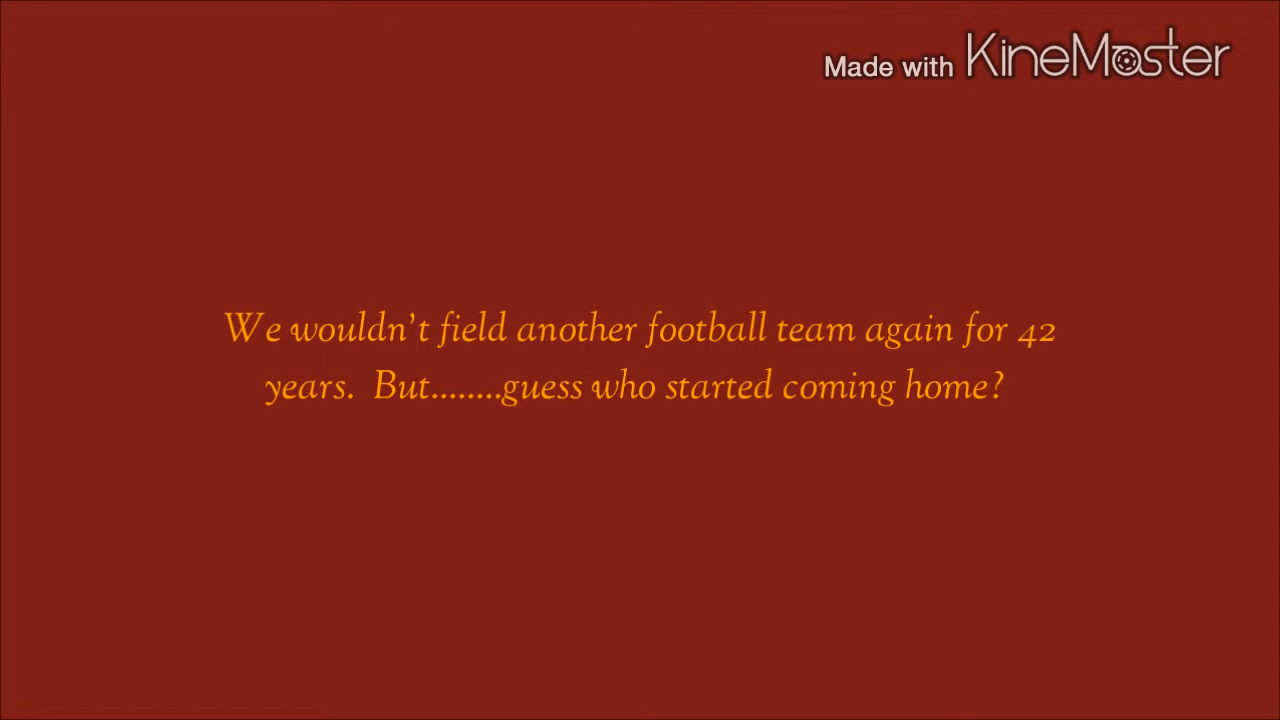 Made with KineMaster
We wouldn't field another football team again for 42
years.  But........guess who started coming home?